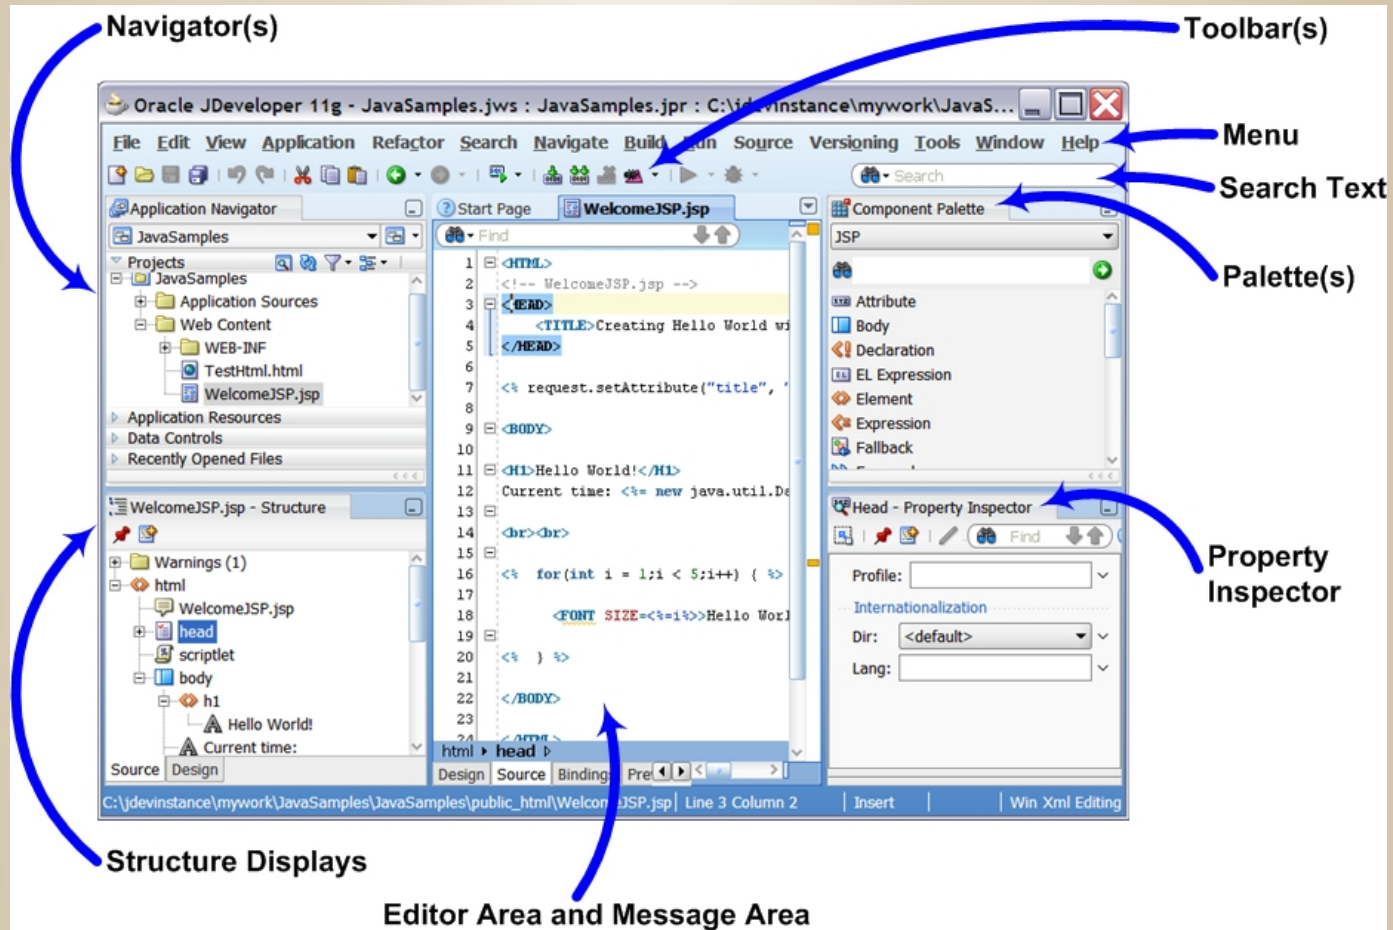 Navigator(s)
Toolbar(s)
Oracle JDeveloper 11g - JavaSamples.jws : JavaSamples.jpr : C:\jdevinstance\mywork\JavaS...
File Edit View Application Refactor Search Navigate Build Run Source Versioning Tools Window Help
Menu
Search
Search Text
Application Navigator
JavaSamples
Projects
JavaSamples
Application Sources
Web Content
WEB-INF
TestHtml.html
WelcomeJSP.jsp
Application Resources
Data Controls
Recently Opened Files
WelcomeJSP.jsp - Structure
Warnings (1)
html
WelcomeJSP.jsp
head
scriptlet
body
h1
Hello World!
Current time:
Source Design
Start Page WelcomeJSP.jsp
Find
1 <HTML>
2 <!-- WelcomeJSP.jsp -->
3 <HEAD>
4 <TITLE>Creating Hello World wi
5 </HEAD>
6
7 <% request.setAttribute("title", "
8
9 <BODY>
10
11 <H1>Hello World!</H1>
12 Current time: <%= new java.util.Da
13
14 <br><br>
15
16 <% for(int i = 1;i < 5;i++) { %>
17
18 <FONT SIZE=<%=i%>>Hello Worl
19
20 <% } %>
21
22 </BODY>
23
24 </HTML>
html head
Design Source Bindings Pre
Component Palette
JSP
Palette(s)
Attribute
Body
Declaration
EL Expression
Element
Expression
Fallback
Head - Property Inspector
Find
Profile:
Internationalization
Dir: <default>
Lang:
Property
Inspector
C:\jdevinstance\mywork\JavaSamples\JavaSamples\public_html\WelcomeJSP.jsp Line 3 Column 2 Insert Win Xml Editing
Structure Displays
Editor Area and Message Area